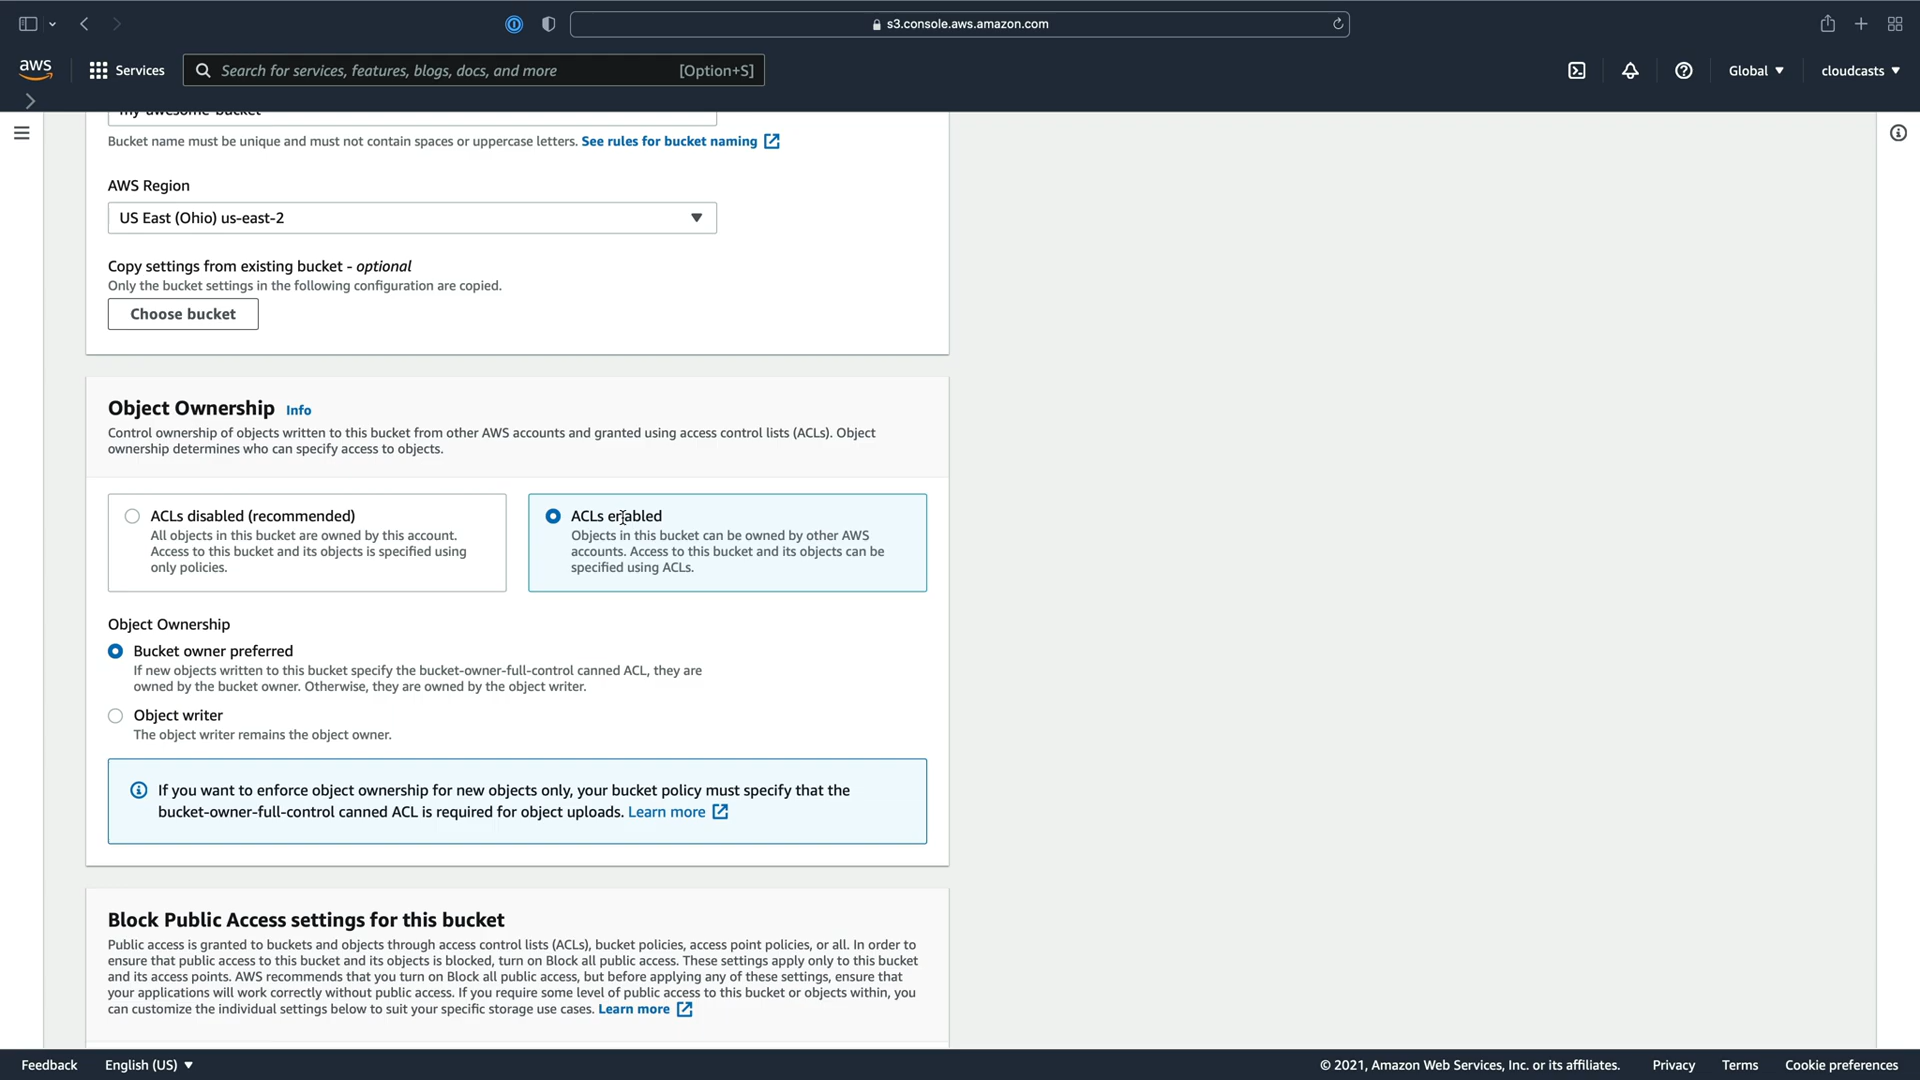 s3.console.aws.amazon.com
aws
Services
Search for services, features, blogs, docs, and more
[Option+S]
Global
cloudcasts
my-awesome-bucket
Bucket name must be unique and must not contain spaces or uppercase letters. See rules for bucket naming
AWS Region
US East (Ohio) us-east-2
Copy settings from existing bucket - optional
Only the bucket settings in the following configuration are copied.
Choose bucket
Object Ownership Info
Control ownership of objects written to this bucket from other AWS accounts and granted using access control lists (ACLs). Object
ownership determines who can specify access to objects.
ACLs disabled (recommended)
All objects in this bucket are owned by this account.
Access to this bucket and its objects is specified using
only policies.
ACLs enabled
Objects in this bucket can be owned by other AWS
accounts. Access to this bucket and its objects can be
specified using ACLs.
Object Ownership
Bucket owner preferred
If new objects written to this bucket specify the bucket-owner-full-control canned ACL, they are
owned by the bucket owner. Otherwise, they are owned by the object writer.
Object writer
The object writer remains the object owner.
If you want to enforce object ownership for new objects only, your bucket policy must specify that the
bucket-owner-full-control canned ACL is required for object uploads. Learn more
Block Public Access settings for this bucket
Public access is granted to buckets and objects through access control lists (ACLs), bucket policies, access point policies, or all. In order to
ensure that public access to this bucket and its objects is blocked, turn on Block all public access. These settings apply only to this bucket
and its access points. AWS recommends that you turn on Block all public access, but before applying any of these settings, ensure that
your applications will work correctly without public access. If you require some level of public access to this bucket or objects within, you
can customize the individual settings below to suit your specific storage use cases. Learn more
Feedback
English (US)
© 2021, Amazon Web Services, Inc. or its affiliates.
Privacy
Terms
Cookie preferences